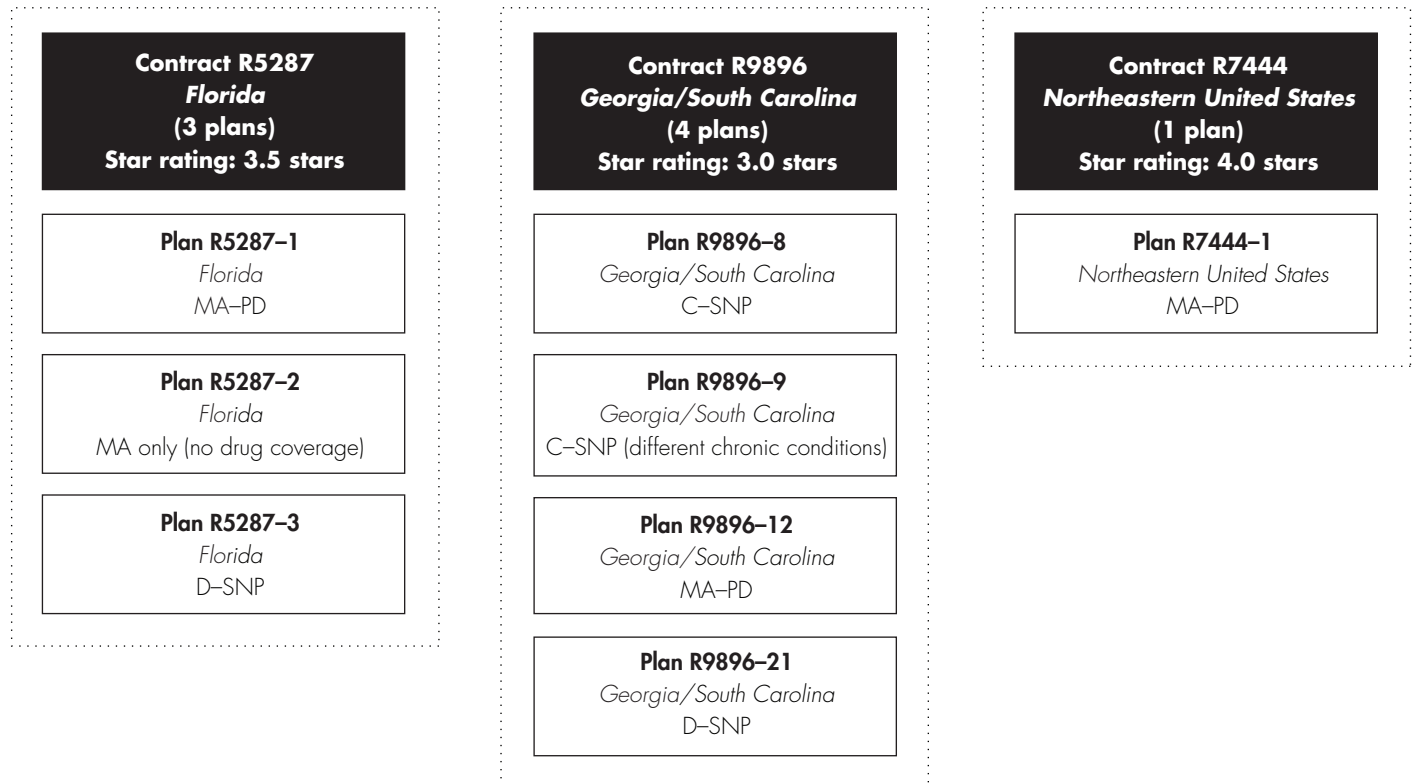 Contract R5287
Florida
(3 plans)
Star rating: 3.5 stars
Plan R5287–1
Florida
MA–PD
Plan R5287–2
Florida
MA only (no drug coverage)
Plan R5287–3
Florida
D–SNP
Contract R9896
Georgia/South Carolina
(4 plans)
Star rating: 3.0 stars
Plan R9896–8
Georgia/South Carolina
C–SNP
Plan R9896–9
Georgia/South Carolina
C–SNP (different chronic conditions)
Plan R9896–12
Georgia/South Carolina
MA–PD
Plan R9896–21
Georgia/South Carolina
D–SNP
Contract R7444
Northeastern United States
(1 plan)
Star rating: 4.0 stars
Plan R7444–1
Northeastern United States
MA–PD